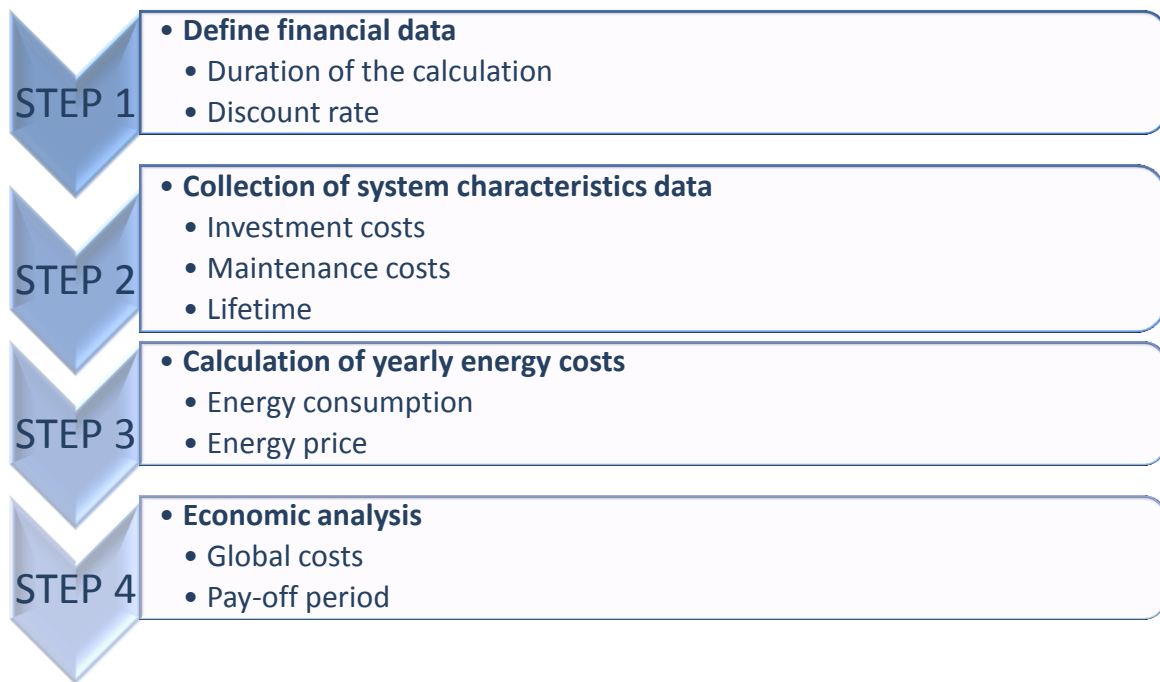 STEP 1
• Define financial data
• Duration of the calculation
• Discount rate
STEP 2
• Collection of system characteristics data
• Investment costs
• Maintenance costs
• Lifetime
STEP 3
• Calculation of yearly energy costs
• Energy consumption
• Energy price
STEP 4
• Economic analysis
• Global costs
• Pay-off period